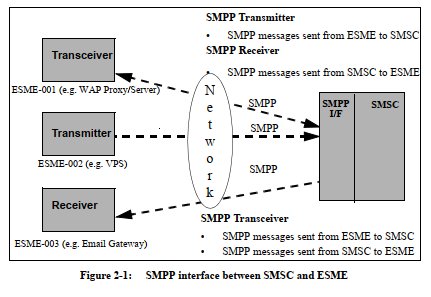 SMPP Transmitter
• SMPP messages sent from ESME to SMSC
SMPP Receiver
• SMPP messages sent from SMSC to ESME
Transceiver
ESME-001 (e.g. WAP Proxy/Server)
Transmitter
ESME-002 (e.g. VPS)
Receiver
ESME-003 (e.g. Email Gateway)
N
e
t
w
o
r
k
SMPP
SMPP
SMPP
SMPP
I/F
SMSC
SMPP Transceiver
• SMPP messages sent from ESME to SMSC
• SMPP messages sent from SMSC to ESME
Figure 2-1: SMPP interface between SMSC and ESME